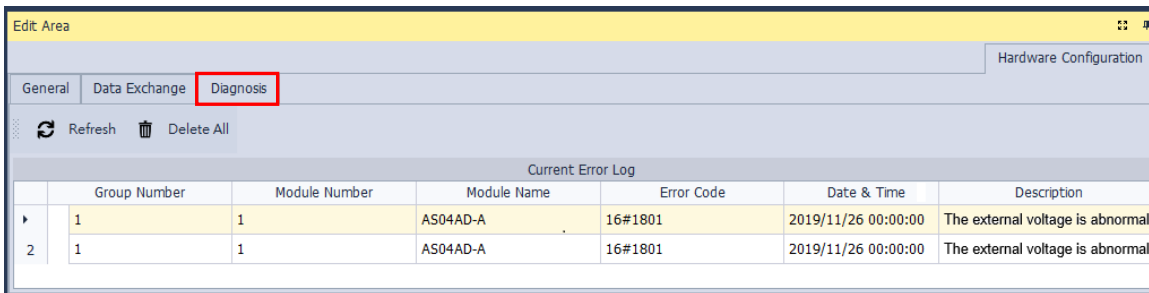 Edit Area
Hardware Configuration
General Data Exchange Diagnosis
Refresh Delete All
Current Error Log
Group Number Module Number Module Name Error Code Date & Time Description
1 1 AS04AD-A 16#1801 2019/11/26 00:00:00 The external voltage is abnormal
2 1 1 AS04AD-A 16#1801 2019/11/26 00:00:00 The external voltage is abnormal